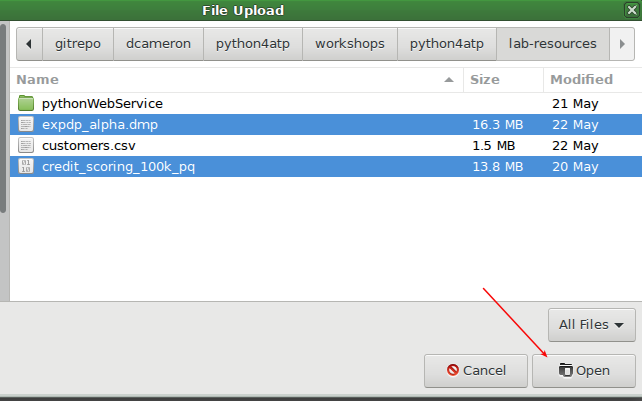 File Upload
gitrepo dcameron python4atp workshops python4atp lab-resources
Name Size Modified
pythonWebService 21 May
expdp_alpha.dmp 16.3 MB 22 May
customers.csv 1.5 MB 22 May
credit_scoring_100k_pq 13.8 MB 20 May
All Files
Cancel Open